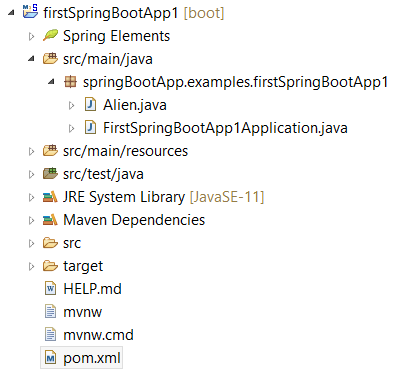 firstSpringBootApp1 [boot]
Spring Elements
src/main/java
springBootApp.examples.firstSpringBootApp1
Alien.java
FirstSpringBootApp1Application.java
src/main/resources
src/test/java
JRE System Library [JavaSE-11]
Maven Dependencies
src
target
HELP.md
mvnw
mvnw.cmd
pom.xml